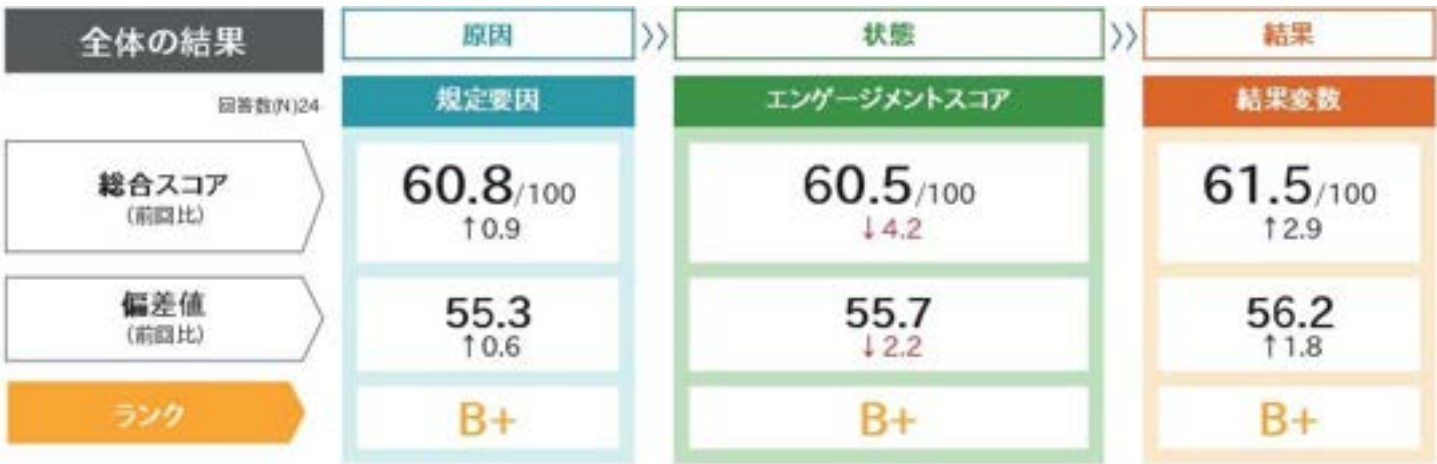 全体の結果
原因
>>
状態
>>
結果
回答数(N)24
規定要因
エンゲージメントスコア
結果変数
総合スコア
(前回比)
60.8/100
↑0.9
60.5/100
↓4.2
61.5/100
↑2.9
偏差値
(前回比)
55.3
↑0.6
55.7
↓2.2
56.2
↑1.8
ランク
B+
B+
B+